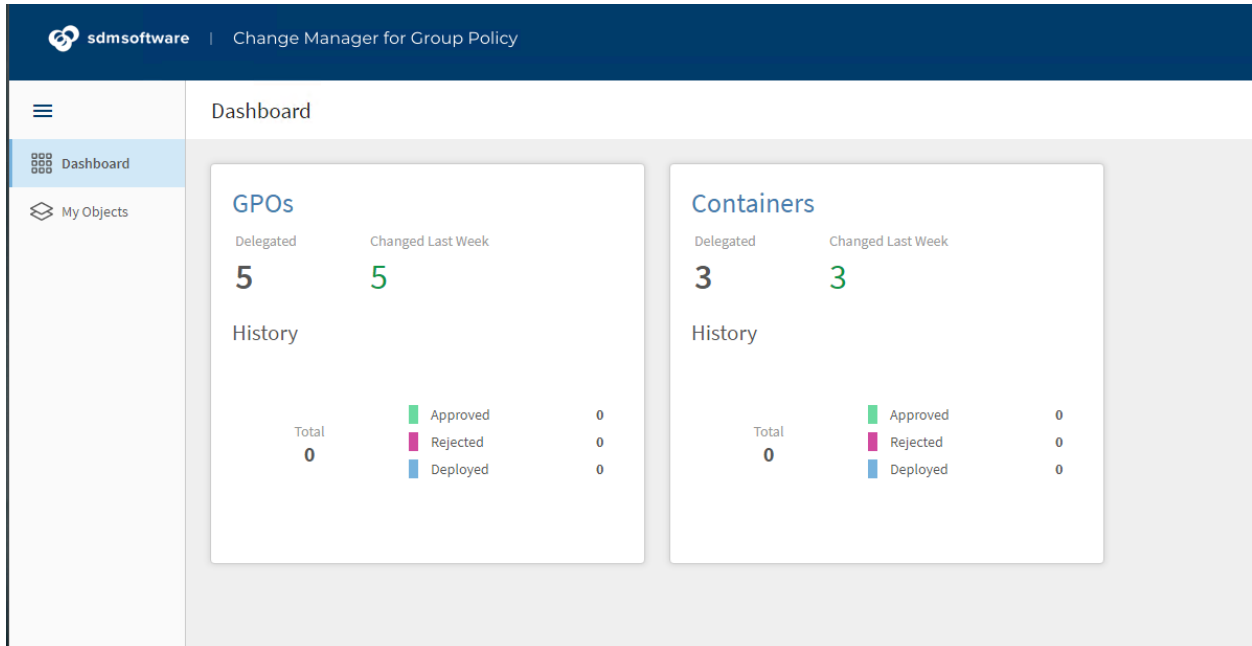 sdmsoftware | Change Manager for Group Policy
Dashboard
Dashboard
My Objects
GPOs
Delegated Changed Last Week
5 5
History
Total
0
Approved 0
Rejected 0
Deployed 0
Containers
Delegated Changed Last Week
3 3
History
Total
0
Approved 0
Rejected 0
Deployed 0